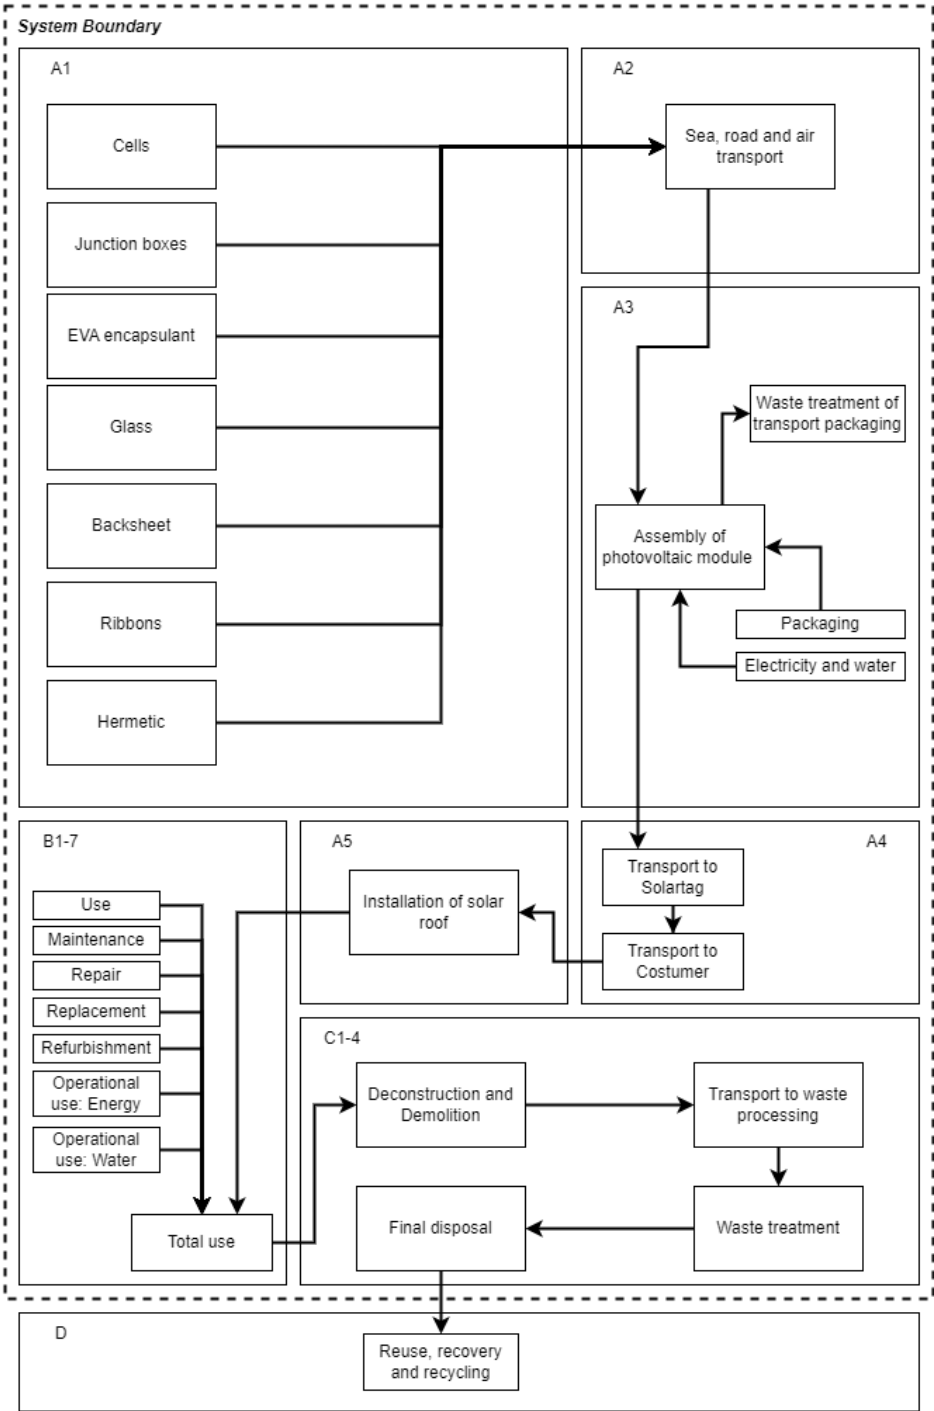 System Boundary
A1
Cells
Junction boxes
EVA encapsulant
Glass
Backsheet
Ribbons
Hermetic
A2
Sea, road and air
transport
A3
Waste treatment of
transport packaging
Assembly of
photovoltaic module
Packaging
Electricity and water
B1-7
Use
Maintenance
Repair
Replacement
Refurbishment
Operational
use: Energy
Operational
use: Water
Total use
A5
Installation of solar
roof
A4
Transport to
Solartag
Transport to
Costumer
C1-4
Deconstruction and
Demolition
Transport to waste
processing
Final disposal
Waste treatment
D
Reuse, recovery
and recycling